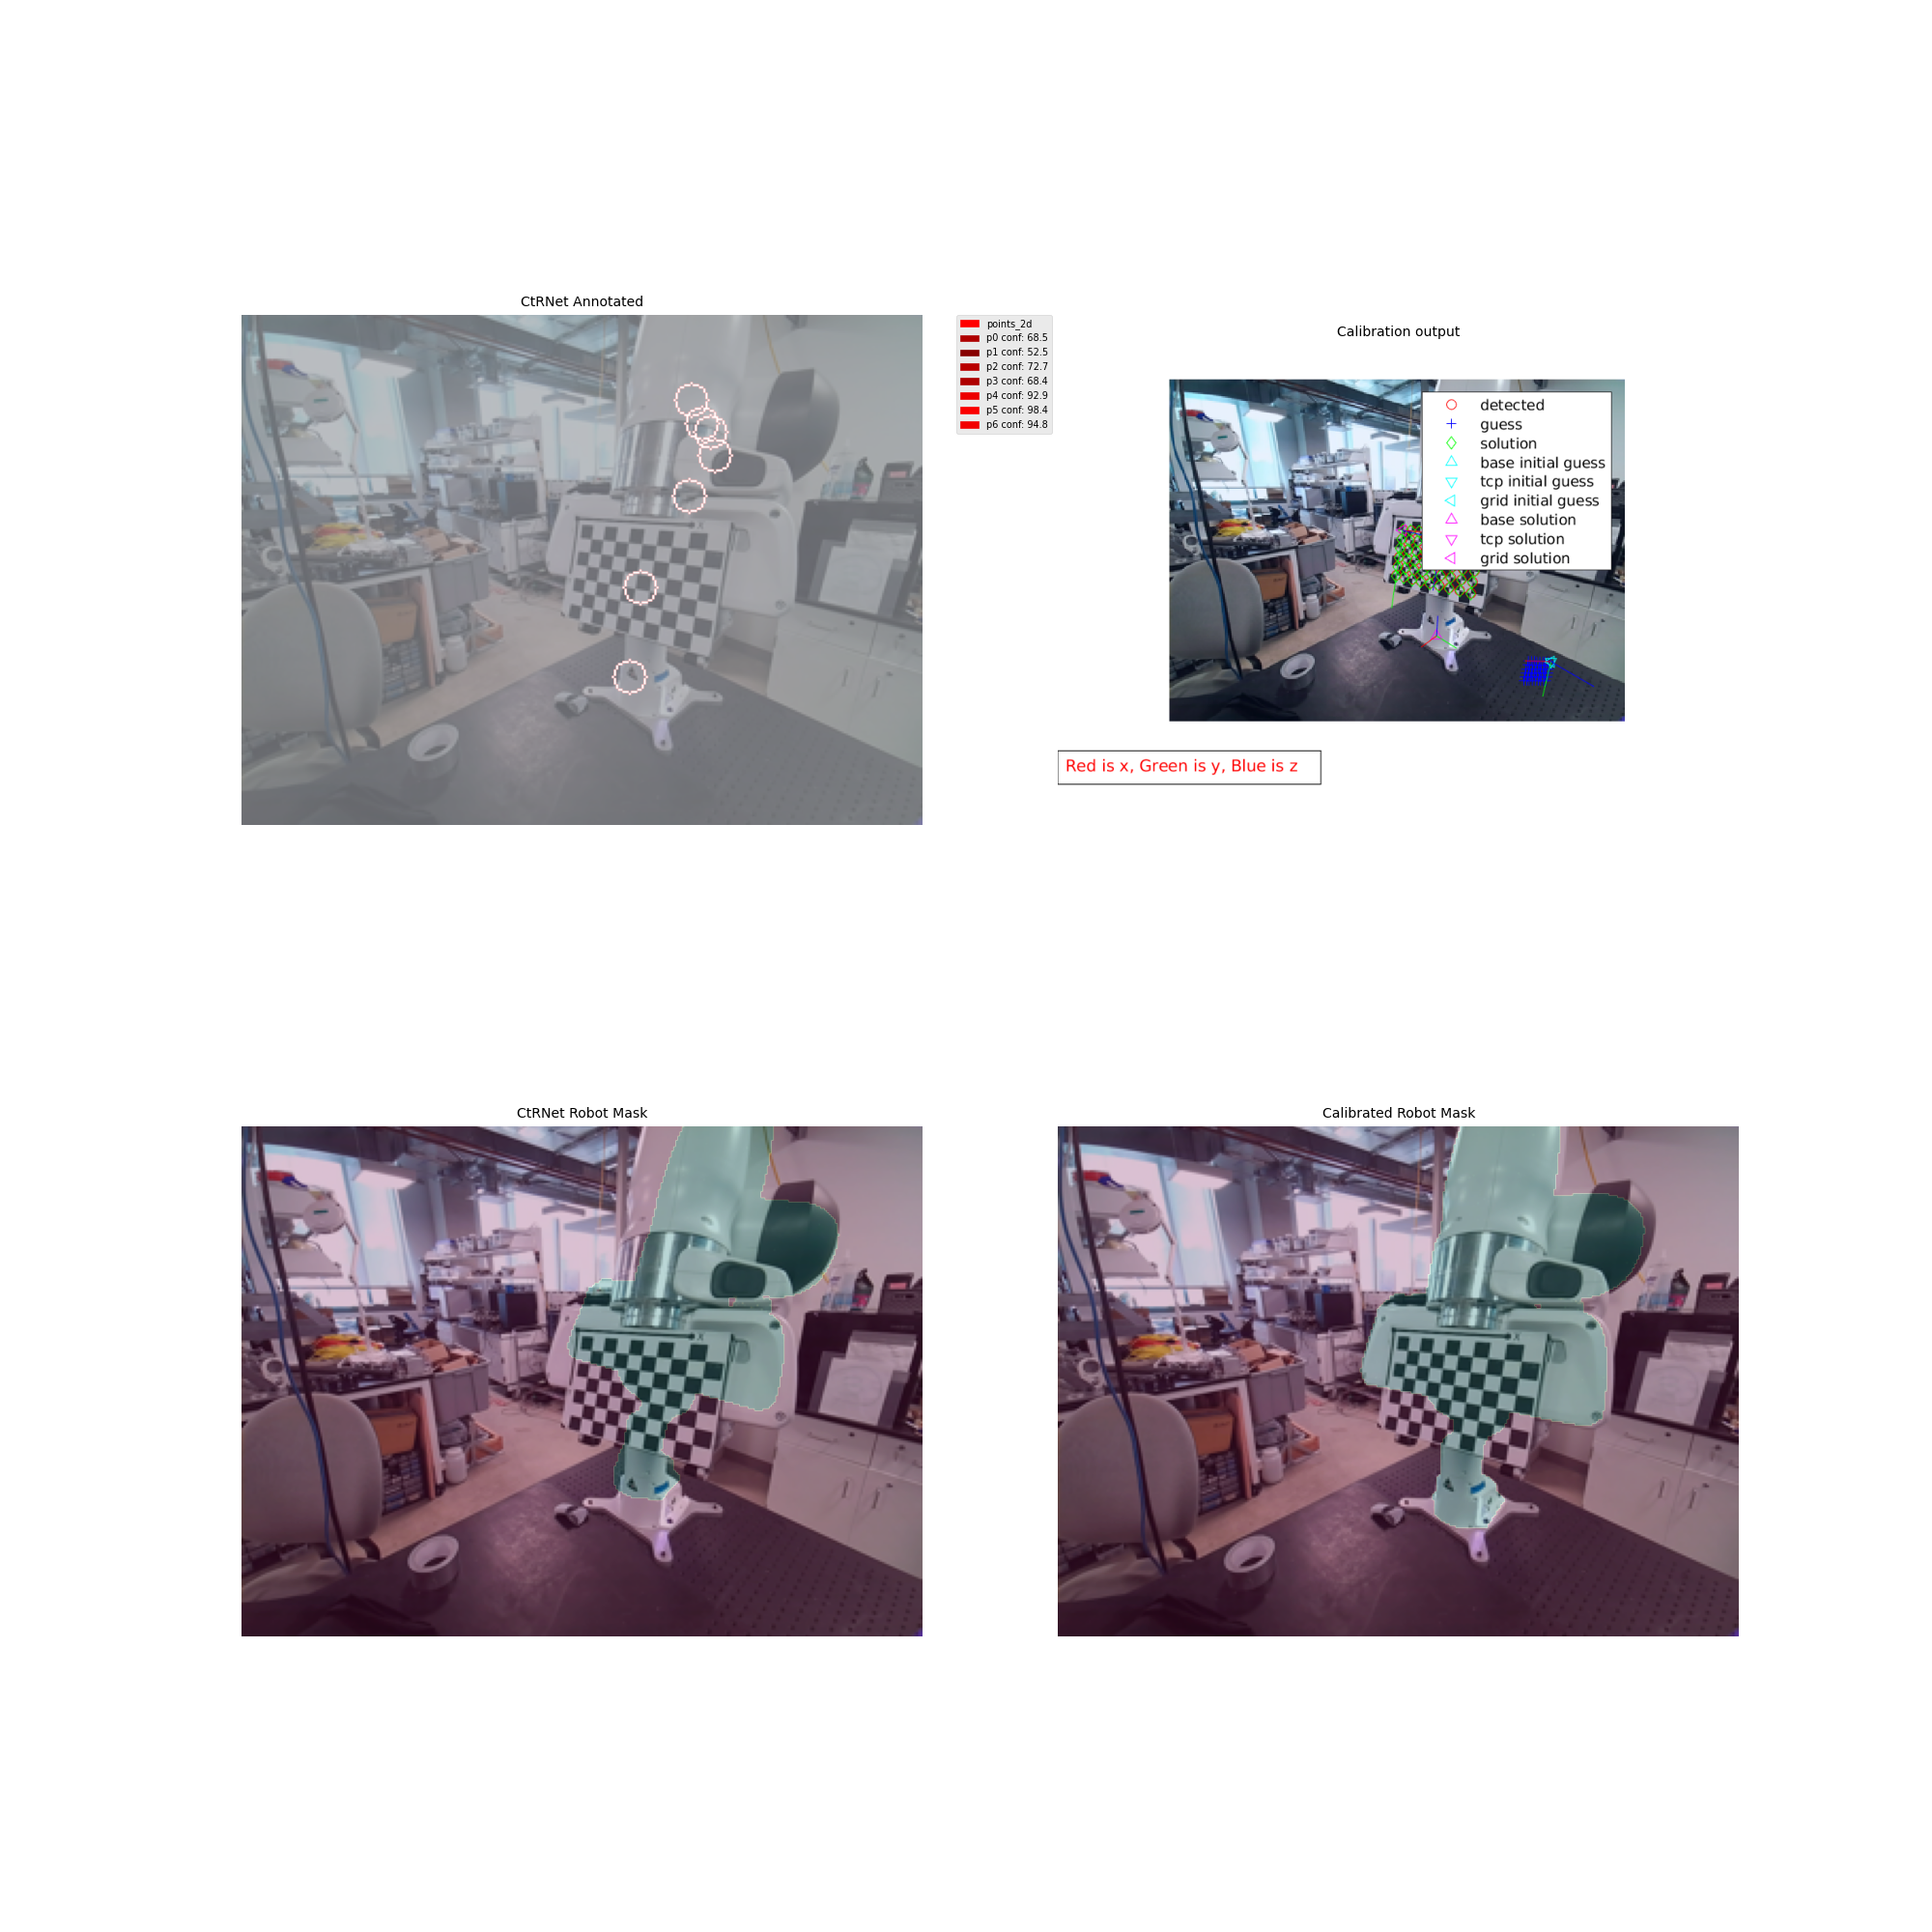 CtRNet Annotated
points_2d
p0 conf: 68.5
p1 conf: 52.5
p2 conf: 72.7
p3 conf: 68.4
p4 conf: 92.9
p5 conf: 98.4
p6 conf: 94.8
Calibration output
detected
guess
solution
base initial guess
tcp initial guess
grid initial guess
base solution
tcp solution
grid solution
Red is x, Green is y, Blue is z
X
CtRNet Robot Mask
X
Calibrated Robot Mask
X